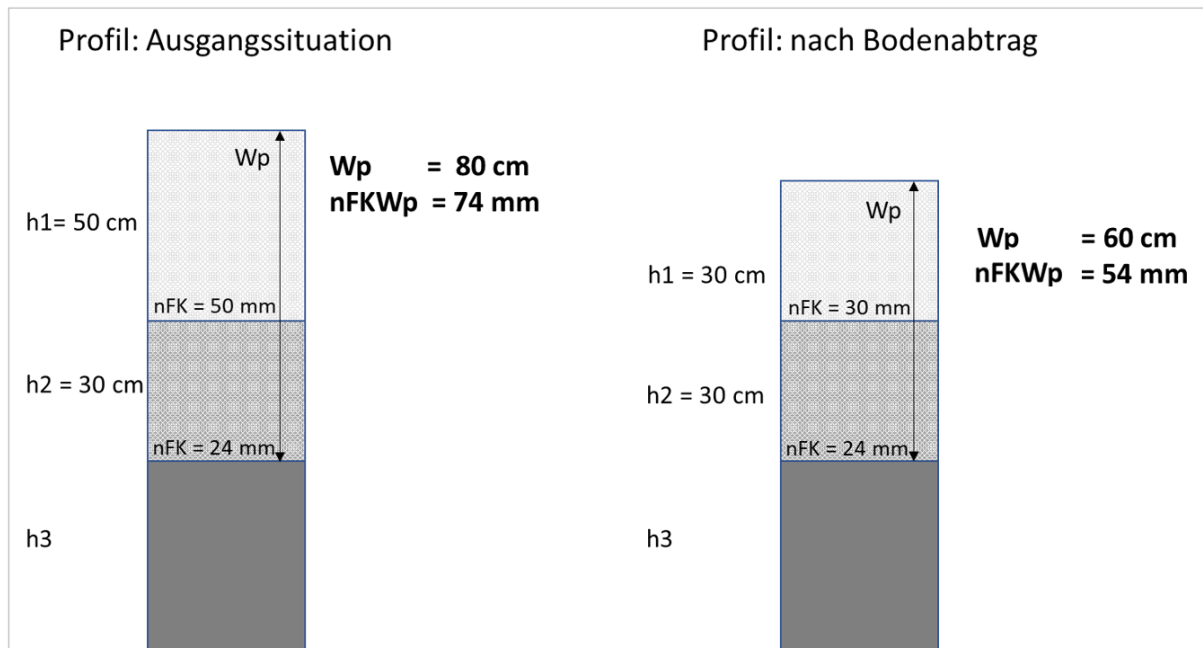 Profil: Ausgangssituation
Wp
Wp = 80 cm
nFKWp = 74 mm
h1= 50 cm
nFK = 50 mm
h2 = 30 cm
nFK = 24 mm
h3
Profil: nach Bodenabtrag
Wp
Wp = 60 cm
nFKWp = 54 mm
h1 = 30 cm
nFK = 30 mm
h2 = 30 cm
nFK = 24 mm
h3